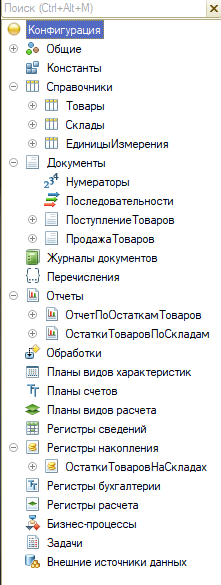 Поиск (Ctrl+Alt+M)
Конфигурация
Общие
Константы
Справочники
Товары
Склады
ЕдиницыИзмерения
Документы
Нумераторы
Последовательности
ПоступлениеТоваров
ПродажаТоваров
Журналы документов
Перечисления
Отчеты
ОтчетПоОстаткамТоваров
ОстаткиТоваровПоСкладам
Обработки
Планы видов характеристик
Планы счетов
Планы видов расчета
Регистры сведений
Регистры накопления
ОстаткиТоваровНаСкладах
Регистры бухгалтерии
Регистры расчета
Бизнес-процессы
Задачи
Внешние источники данных